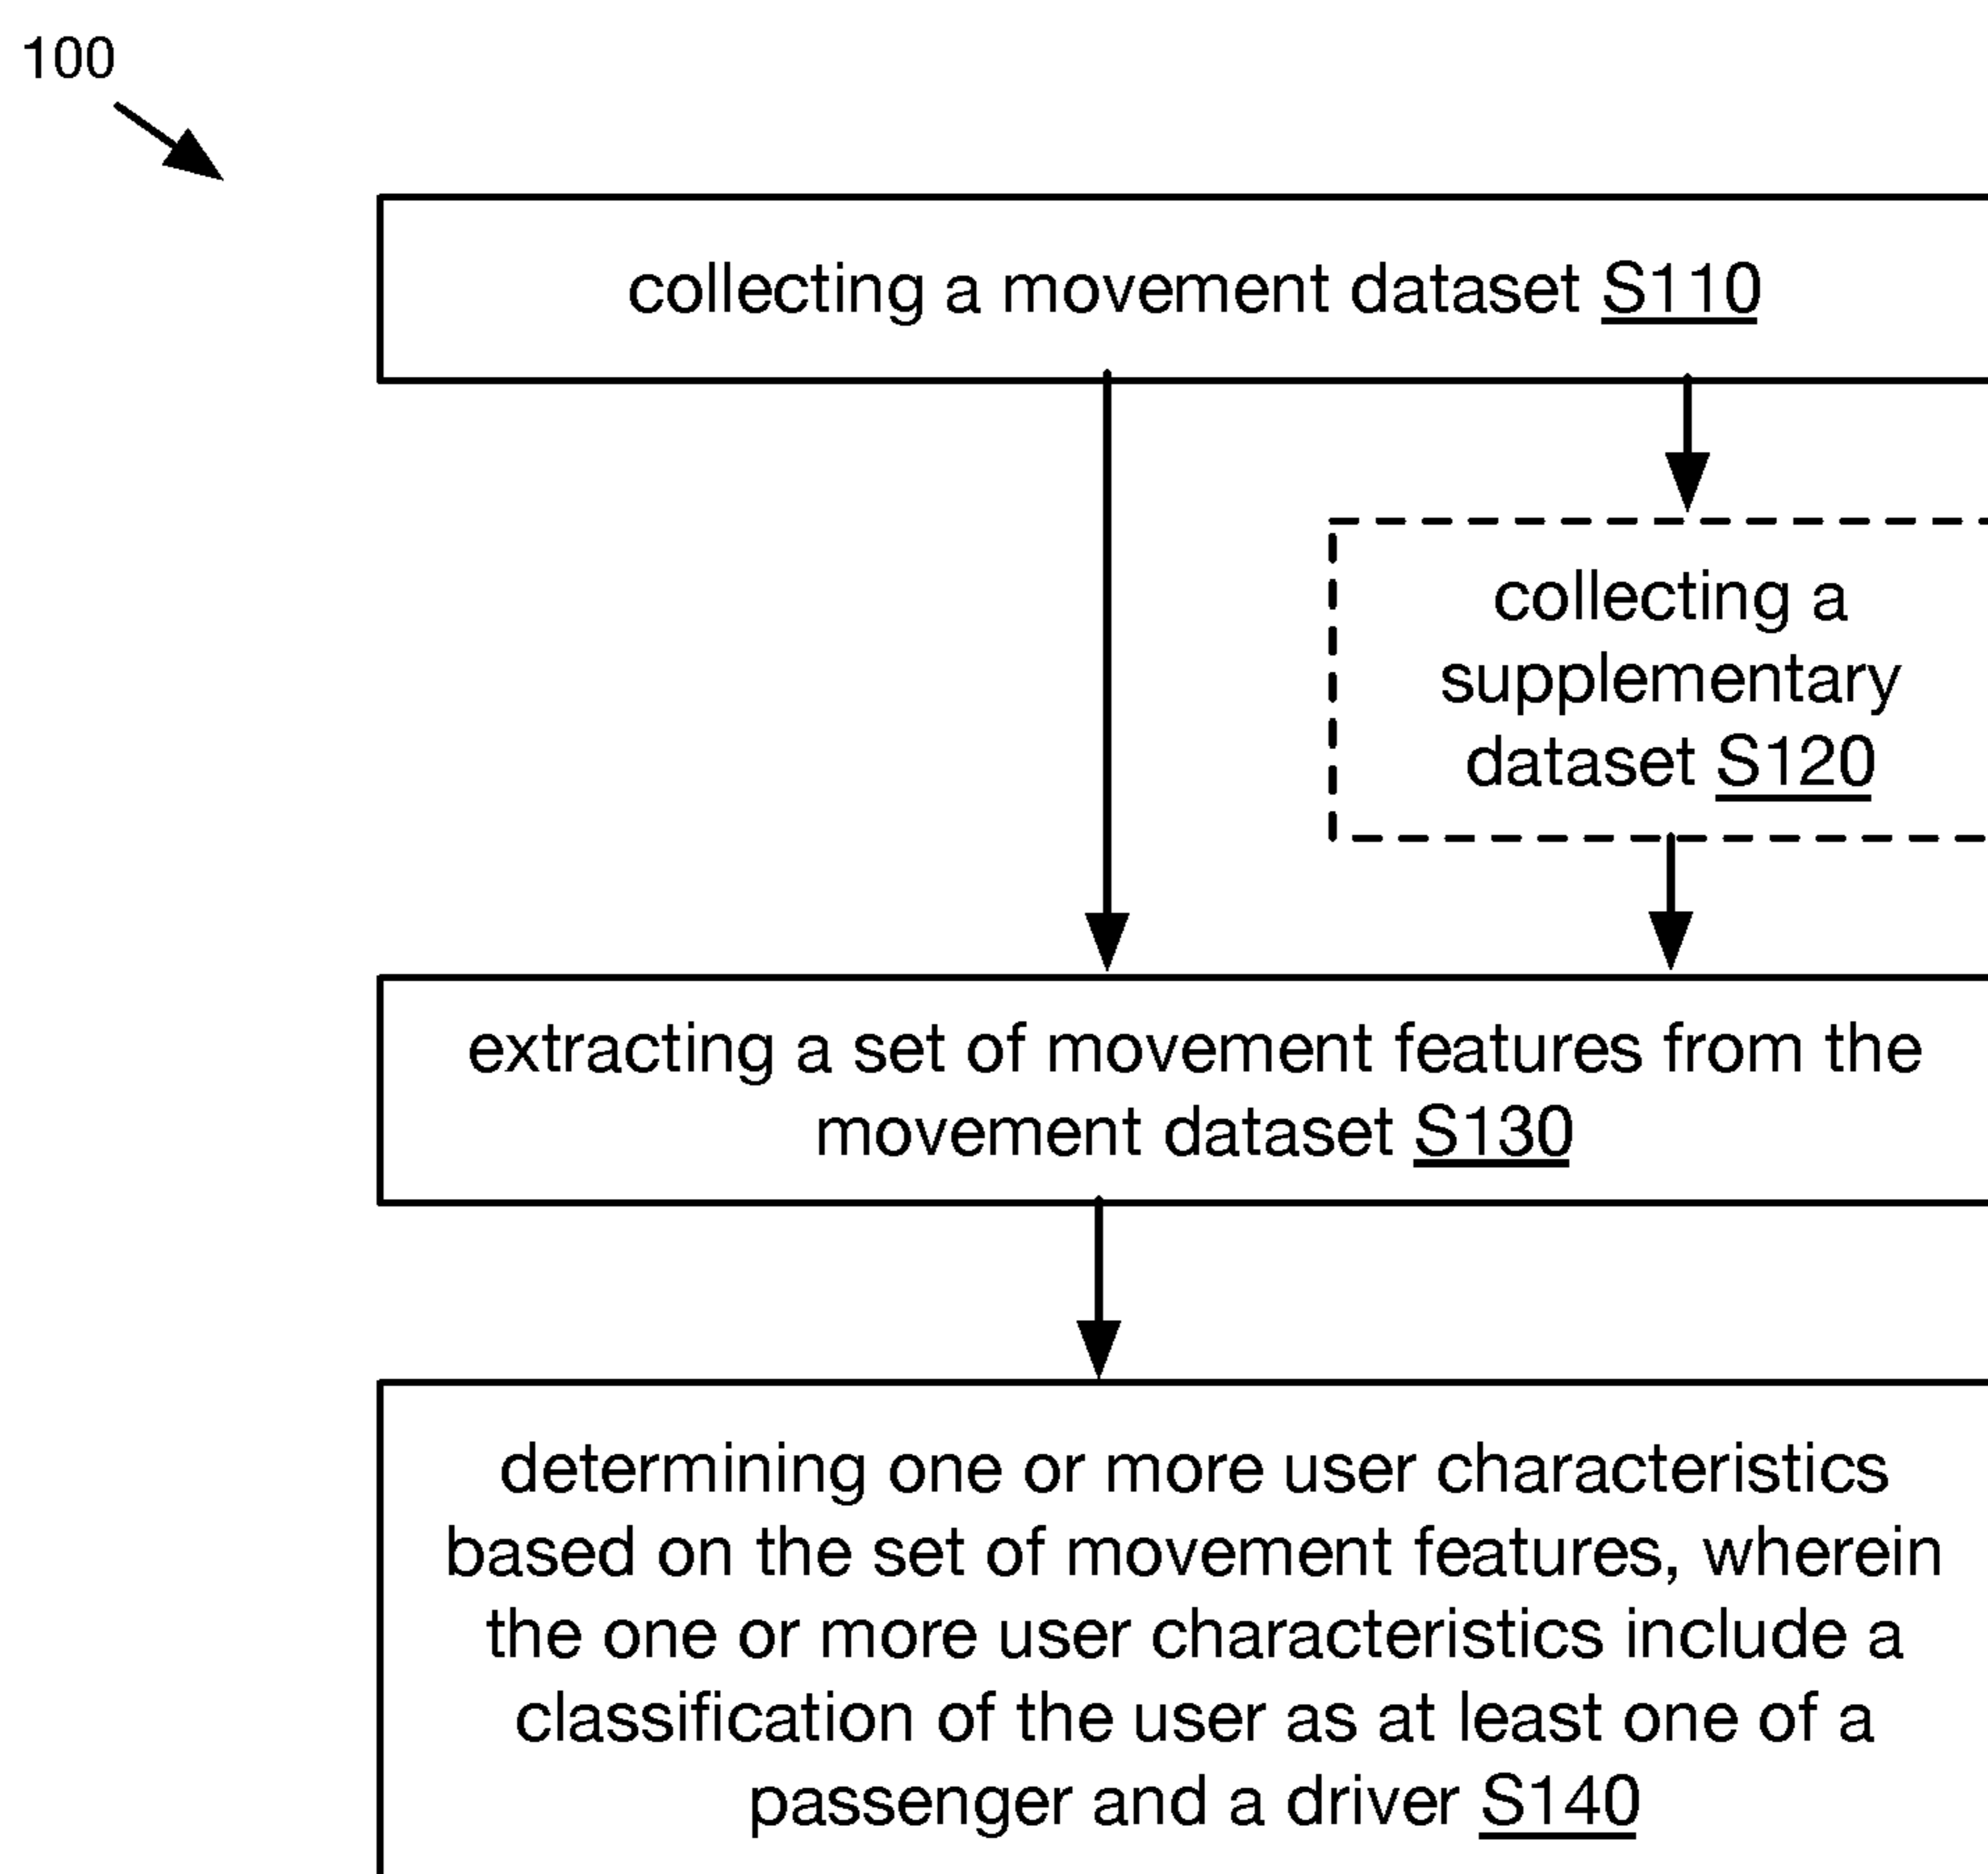 100
collecting a movement dataset S110
collecting a
supplementary
dataset S120
extracting a set of movement features from the
movement dataset S130
determining one or more user characteristics
based on the set of movement features, wherein
the one or more user characteristics include a
classification of the user as at least one of a
passenger and a driver S140